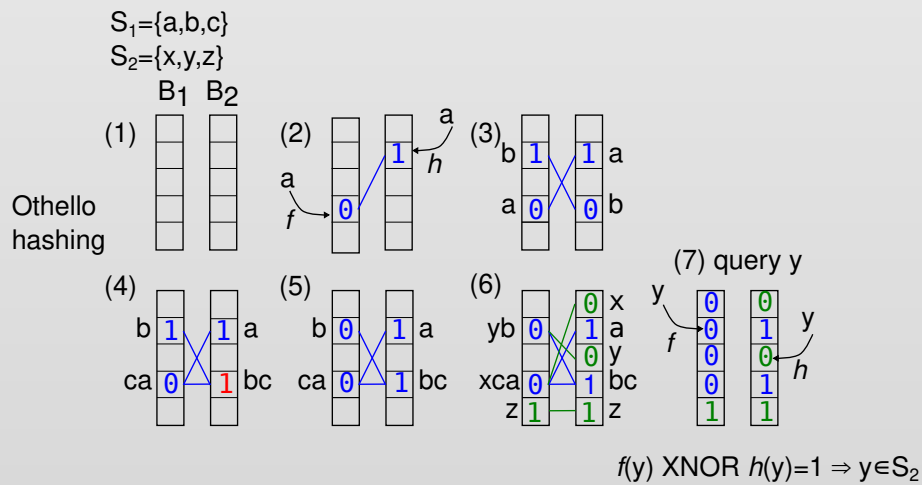 S₁={a,b,c}
S₂={x,y,z}
B₁ B₂
Othello
hashing
(1)
(2)
a
f
0
1
a
h
(3)
b 1 1 a
a 0 0 b
(4)
b 1 1 a
ca 0 1 bc
(5)
b 0 1 a
ca 0 1 bc
(6)
0 x
yb 0 1 a
0 y
xca 0 1 bc
z 1 1 z
(7) query y
y
f
y
h
0 0
0 1
0 0
0 1
1 1
f(y) XNOR h(y)=1 ⇒ y∈S₂